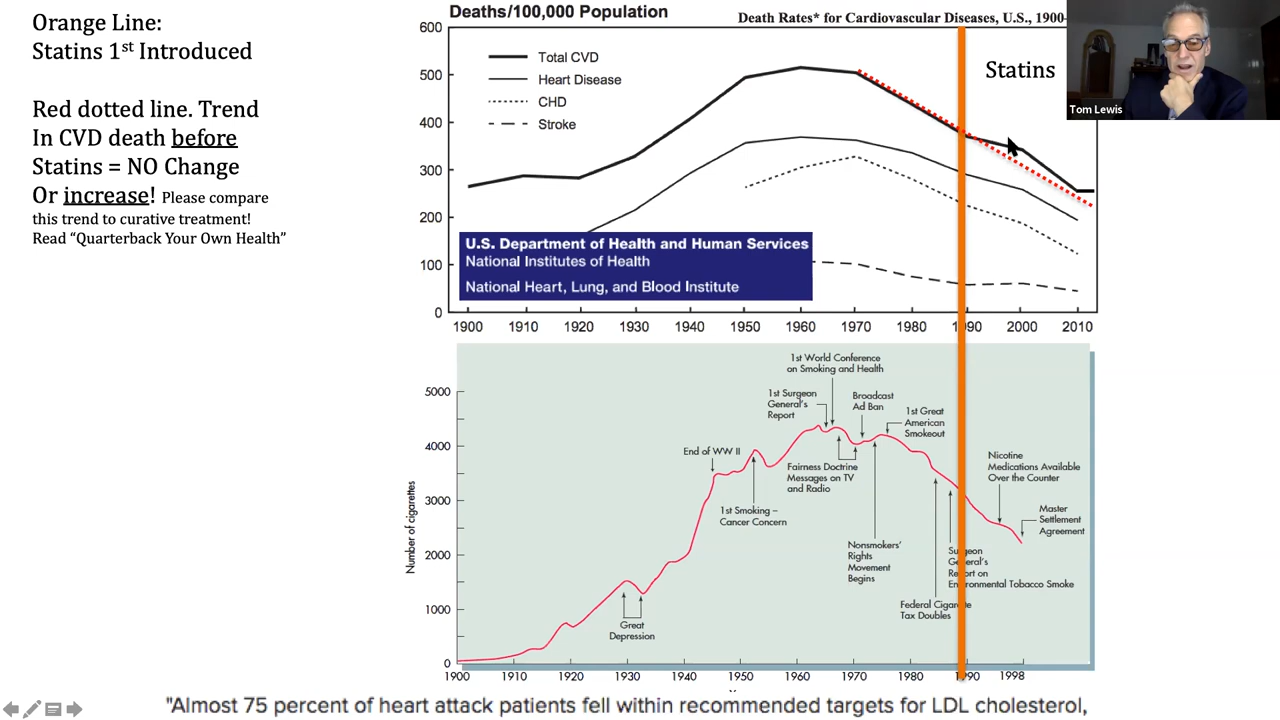 Orange Line:
Statins 1st Introduced
Red dotted line. Trend
In CVD death before
Statins = NO Change
Or increase! Please compare
this trend to curative treatment!
Read “Quarterback Your Own Health”
Deaths/100,000 Population
Death Rates* for Cardiovascular Diseases, U.S., 1900-
600
500
400
300
200
100
0
Total CVD
Heart Disease
CHD
Stroke
Statins
Tom Lewis
U.S. Department of Health and Human Services
National Institutes of Health
National Heart, Lung, and Blood Institute
1900 1910 1920 1930 1940 1950 1960 1970 1980 1990 2000 2010
Number of cigarettes
5000
4000
3000
2000
1000
0
Great
Depression
End of WW II
1st Smoking –
Cancer Concern
1st Surgeon
General's
Report
1st World Conference
on Smoking and Health
Fairness Doctrine
Messages on TV
and Radio
Broadcast
Ad Ban
Nonsmokers'
Rights
Movement
Begins
1st Great
American
Smokeout
Federal Cigarette
Tax Doubles
Surgeon
General's
Report on
Environmental Tobacco Smoke
Nicotine
Medications Available
Over the Counter
Master
Settlement
Agreement
1900 1910 1920 1930 1940 1950 1960 1970 1980 1990 1998
"Almost 75 percent of heart attack patients fell within recommended targets for LDL cholesterol,